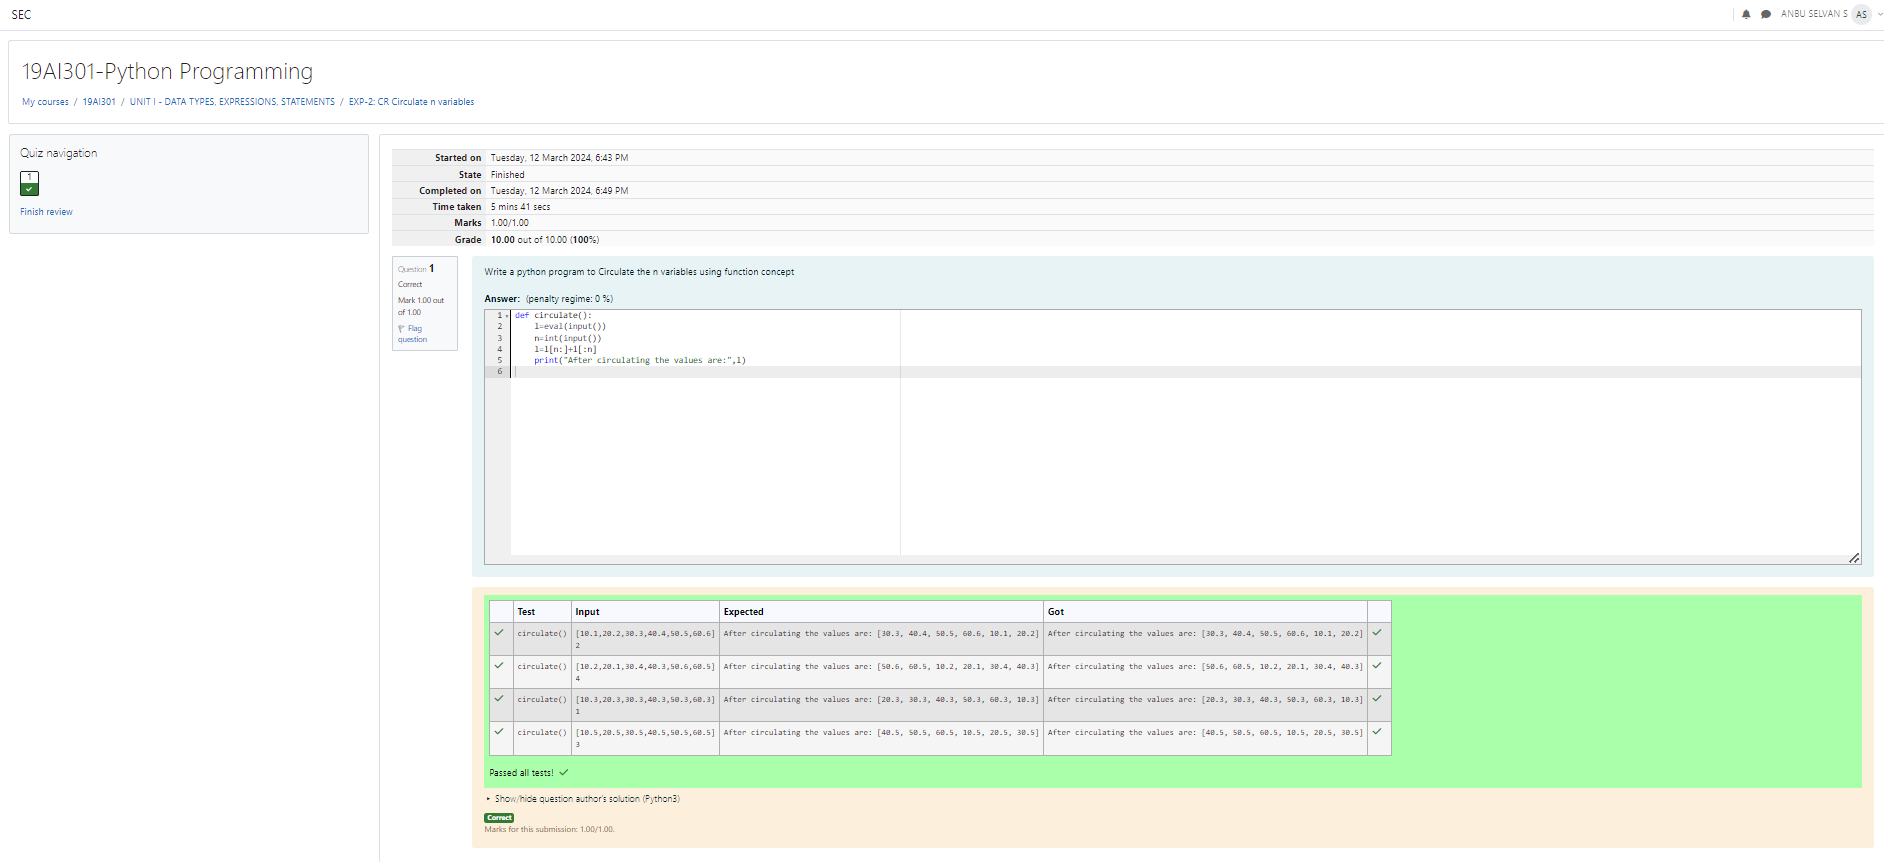 SEC
ANBU SELVAN S AS
19AI301-Python Programming
My courses / 19AI301 / UNIT I - DATA TYPES, EXPRESSIONS, STATEMENTS / EXP-2: CR Circulate n variables
Quiz navigation
1
Finish review
Started on Tuesday, 12 March 2024, 6:43 PM
State Finished
Completed on Tuesday, 12 March 2024, 6:49 PM
Time taken 5 mins 41 secs
Marks 1.00/1.00
Grade 10.00 out of 10.00 (100%)
Question 1
Correct
Mark 1.00 out
of 1.00
Flag
question
Write a python program to Circulate the n variables using function concept
Answer: (penalty regime: 0 %)
1 def circulate():
2 l=eval(input())
3 n=int(input())
4 l=l[n:]+l[:n]
5 print("After circulating the values are:",l)
6
Test Input Expected Got
circulate() [10.1,20.2,30.3,40.4,50.5,60.6] After circulating the values are: [30.3, 40.4, 50.5, 60.6, 10.1, 20.2] After circulating the values are: [30.3, 40.4, 50.5, 60.6, 10.1, 20.2]
2
circulate() [10.2,20.1,30.4,40.3,50.6,60.5] After circulating the values are: [50.6, 60.5, 10.2, 20.1, 30.4, 40.3] After circulating the values are: [50.6, 60.5, 10.2, 20.1, 30.4, 40.3]
4
circulate() [10.3,20.3,30.3,40.3,50.3,60.3] After circulating the values are: [20.3, 30.3, 40.3, 50.3, 60.3, 10.3] After circulating the values are: [20.3, 30.3, 40.3, 50.3, 60.3, 10.3]
1
circulate() [10.5,20.5,30.5,40.5,50.5,60.5] After circulating the values are: [40.5, 50.5, 60.5, 10.5, 20.5, 30.5] After circulating the values are: [40.5, 50.5, 60.5, 10.5, 20.5, 30.5]
3
Passed all tests!
Show/hide question author's solution (Python3)
Correct
Marks for this submission: 1.00/1.00.